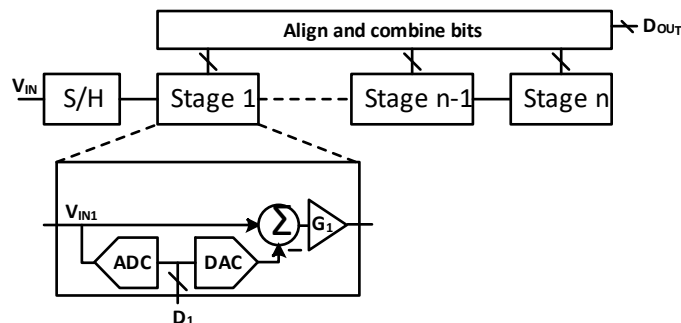 Align and combine bits
DOUT
VIN
S/H
Stage 1
Stage n-1
Stage n
VIN1
Σ
G1
ADC
DAC
D1